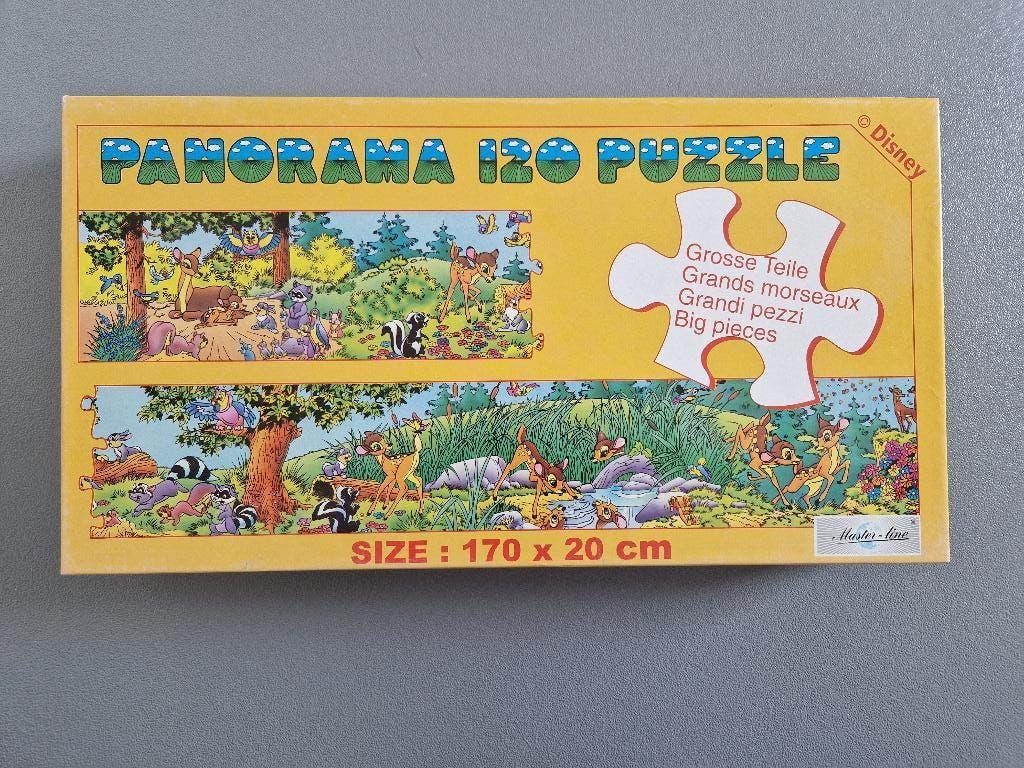 PANORAMA 120 PUZZLE
© Disney
Grosse Teile
Grands morseaux
Grandi pezzi
Big pieces
SIZE : 170 x 20 cm
Master-line